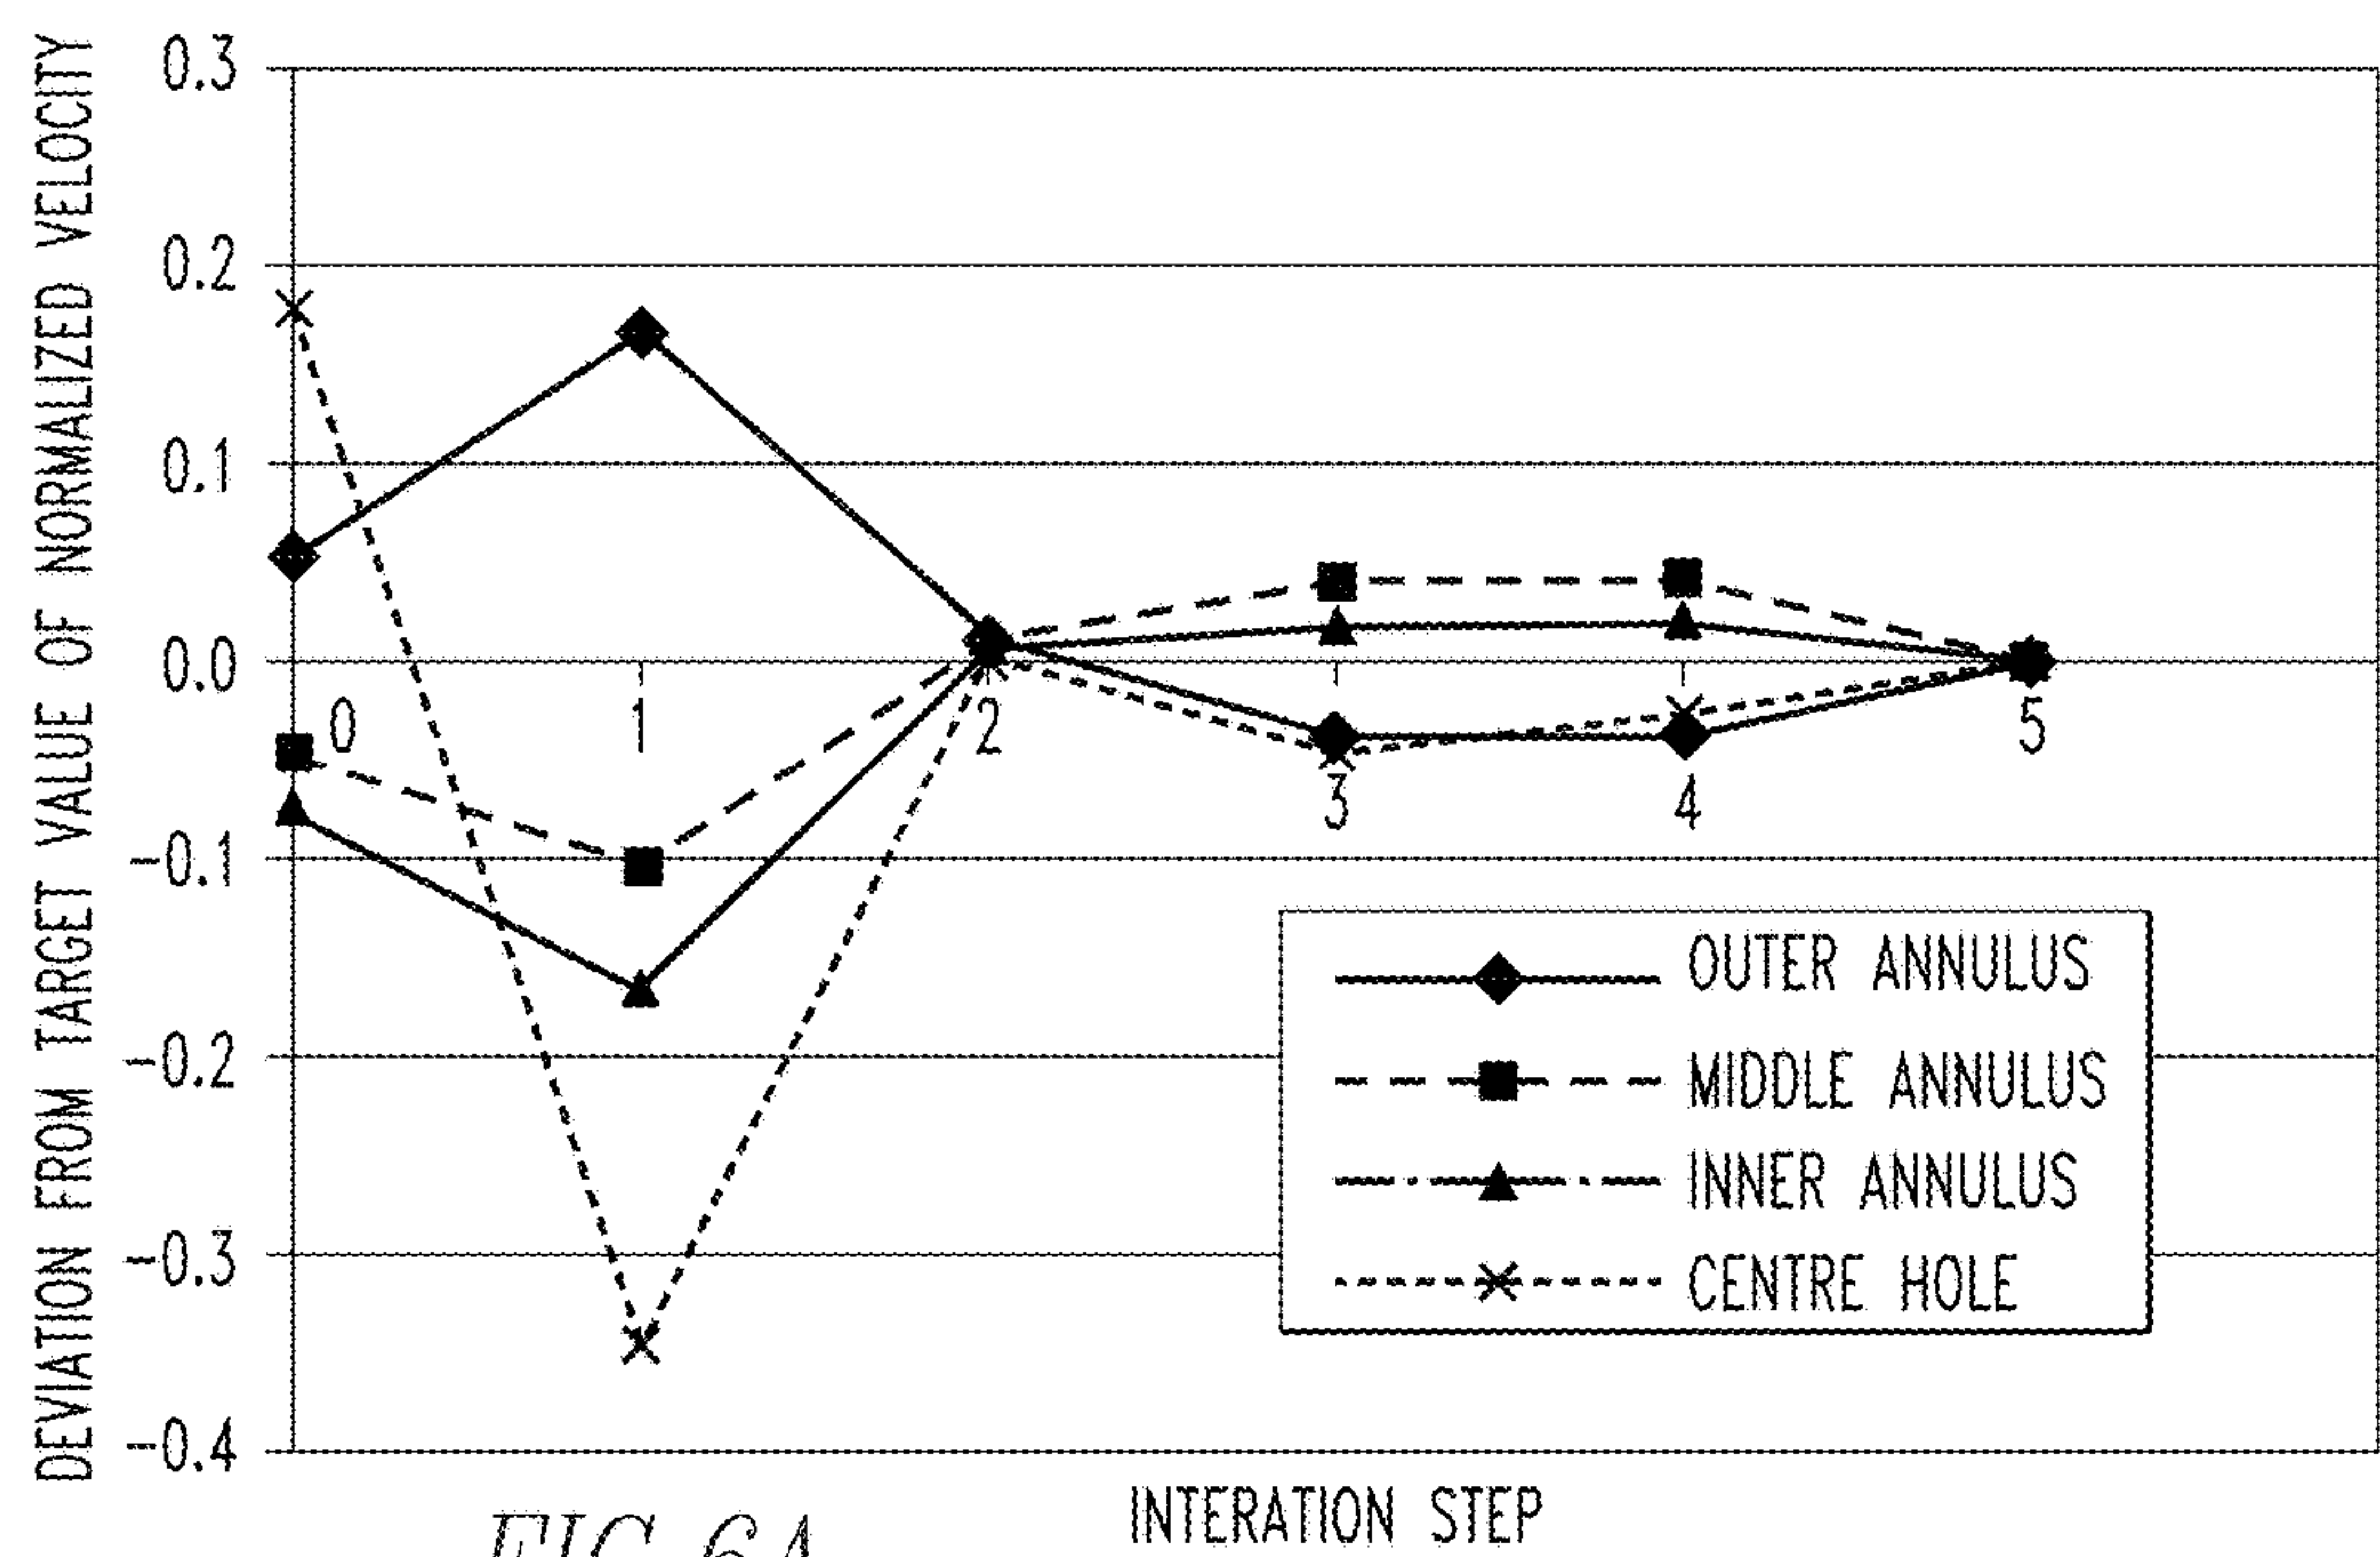 DEVIATION FROM TARGET VALUE OF NORMALIZED VELOCITY
0.3
0.2
0.1
0.0
-0.1
-0.2
-0.3
-0.4
0
1
2
3
4
5
OUTER ANNULUS
MIDDLE ANNULUS
INNER ANNULUS
CENTRE HOLE
INTERATION STEP
FIG. 6A